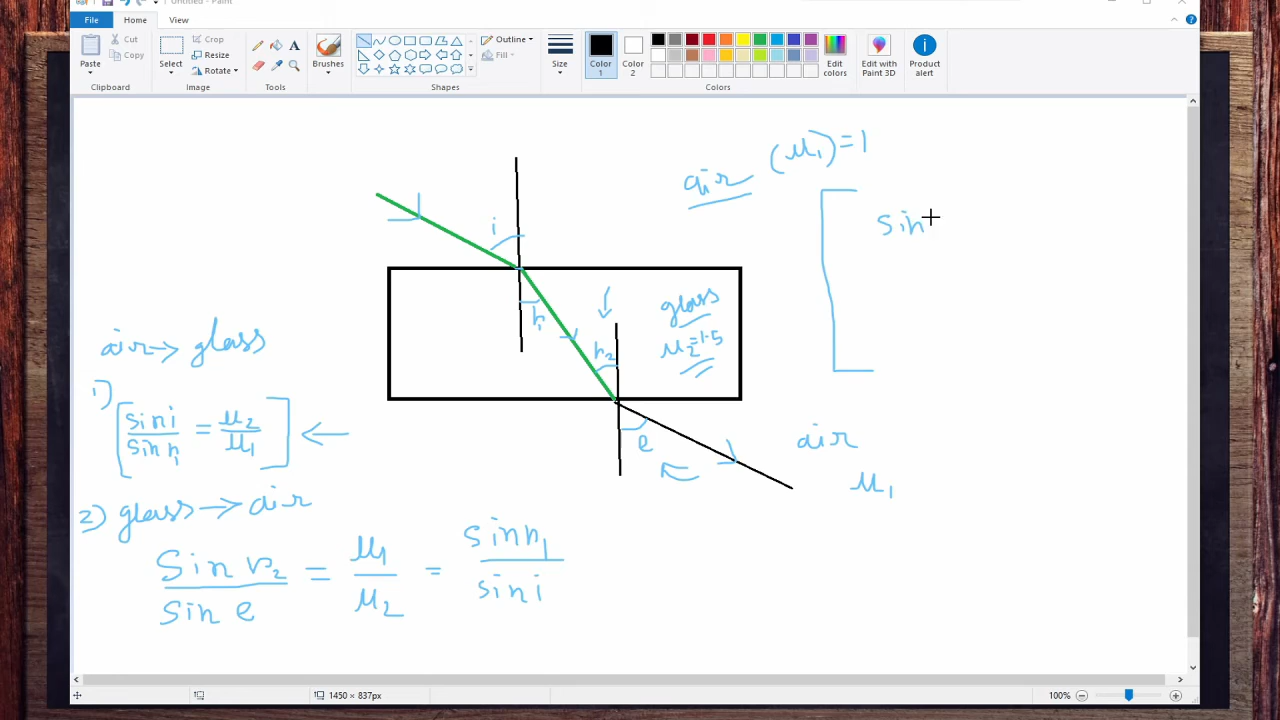 Untitled - Paint
File Home View
Paste
Cut
Copy
Clipboard
Select
Crop
Resize
Rotate
Image
A
Tools
Brushes
Outline
Fill
Shapes
Size
Color 1
Color 2
Colors
Edit colors
Edit with Paint 3D
Product alert
air (μ₁)=1
sin
i
r₁
r₂
glass
μ₂=1.5
e
air
μ₁
air → glass
1) [sin i / sin r₁ = μ₂ / μ₁] ←
2) glass → air
Sin r₂ / sin e = μ₁ / μ₂ = sin r₁ / sin i
1450 × 837px
100%